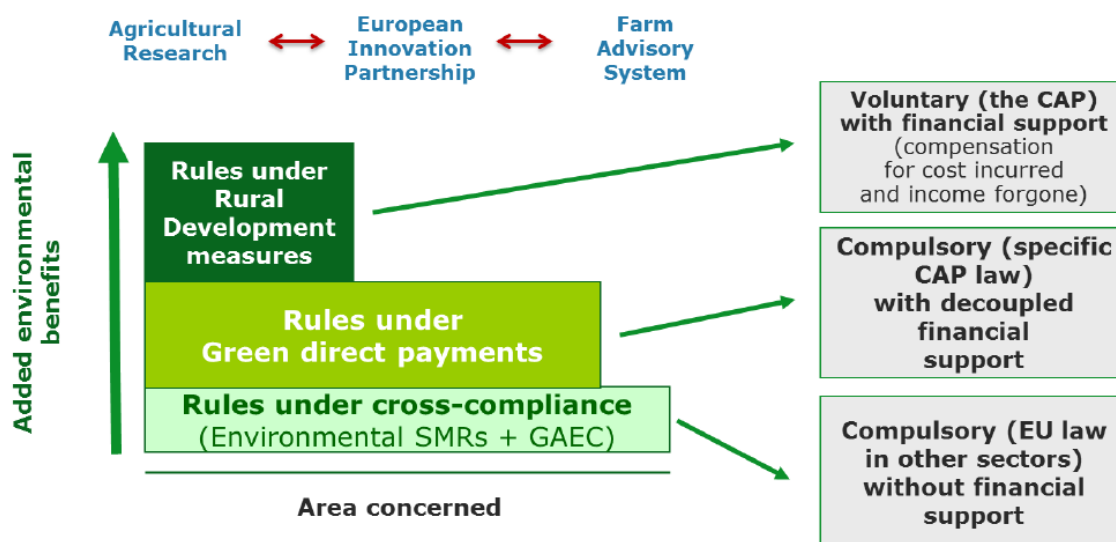 Agricultural
Research
European
Innovation
Partnership
Farm
Advisory
System
Added environmental
benefits
Rules under
Rural
Development
measures
Rules under
Green direct payments
Rules under cross-compliance
(Environmental SMRs + GAEC)
Area concerned
Voluntary (the CAP)
with financial support
(compensation
for cost incurred
and income forgone)
Compulsory (specific
CAP law)
with decoupled
financial
support
Compulsory (EU law
in other sectors)
without financial
support